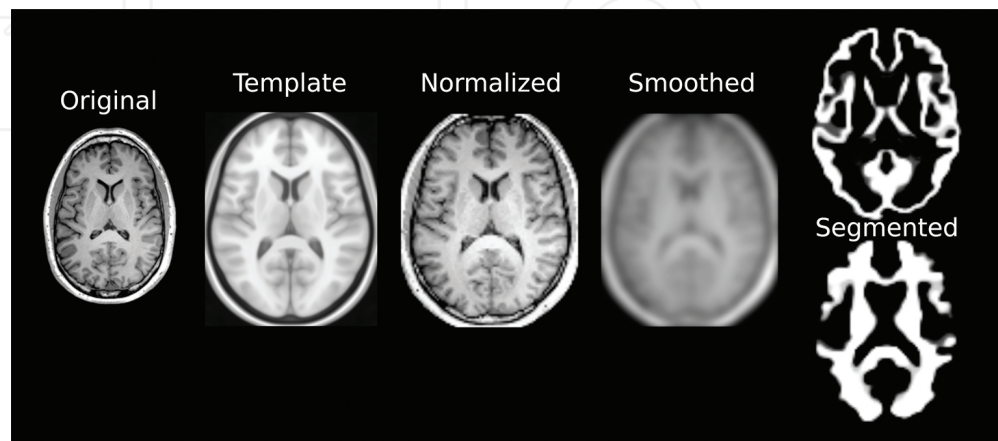 Original
Template
Normalized
Smoothed
Segmented